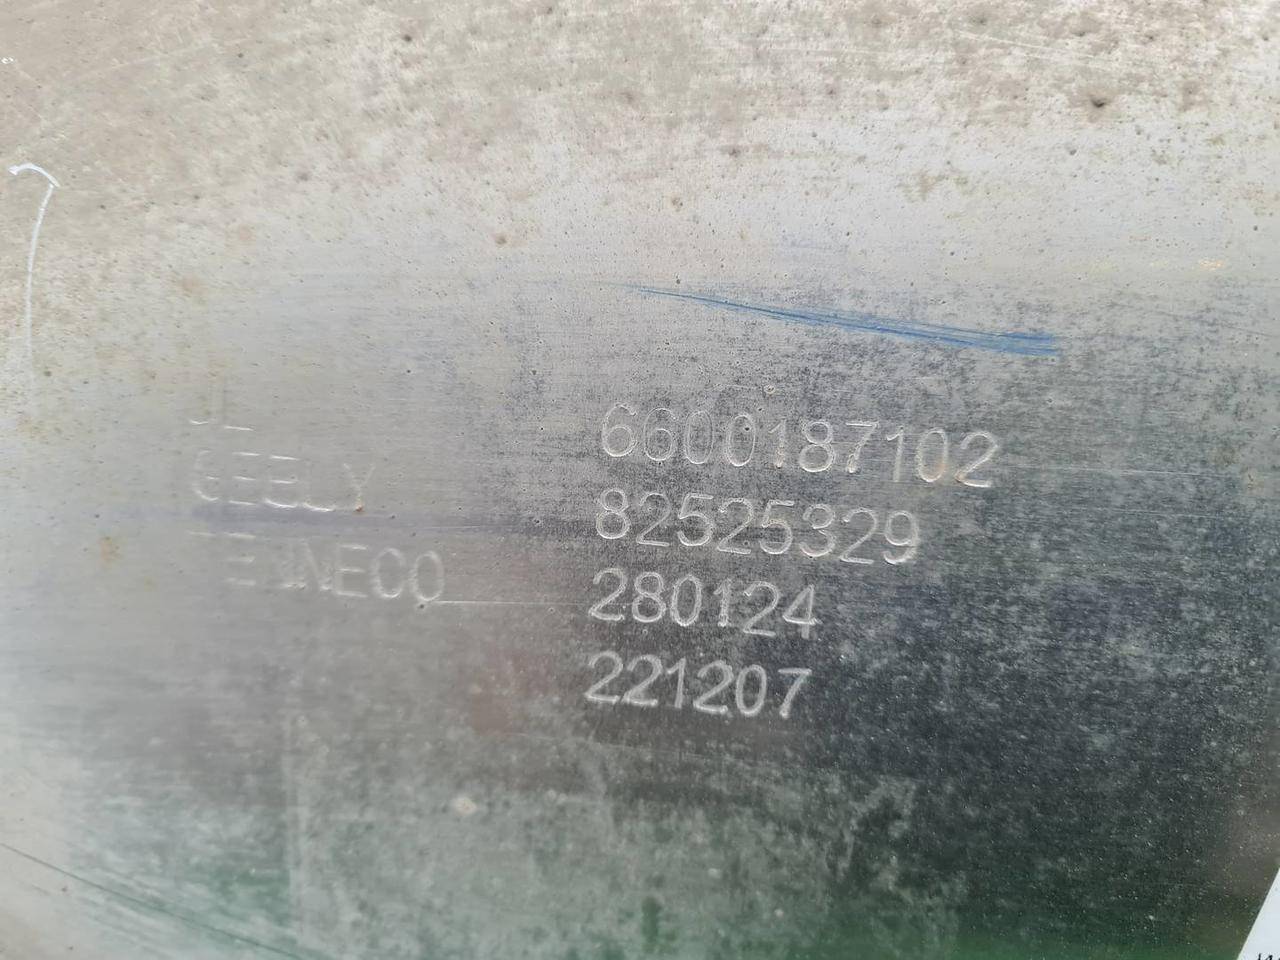 JL 6600187102
GEELY 82525329
TENNECO 280124
221207